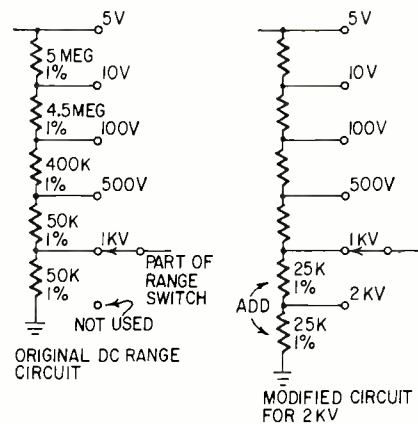 5V
5 MEG
1%
10V
4.5MEG
1%
100V
400K
1%
500V
50K
1%
1KV
PART OF
RANGE
SWITCH
50K
1%
NOT USED
ORIGINAL DC RANGE
CIRCUIT
5V
10V
100V
500V
1KV
25K
1%
ADD
2KV
25K
1%
MODIFIED CIRCUIT
FOR 2KV